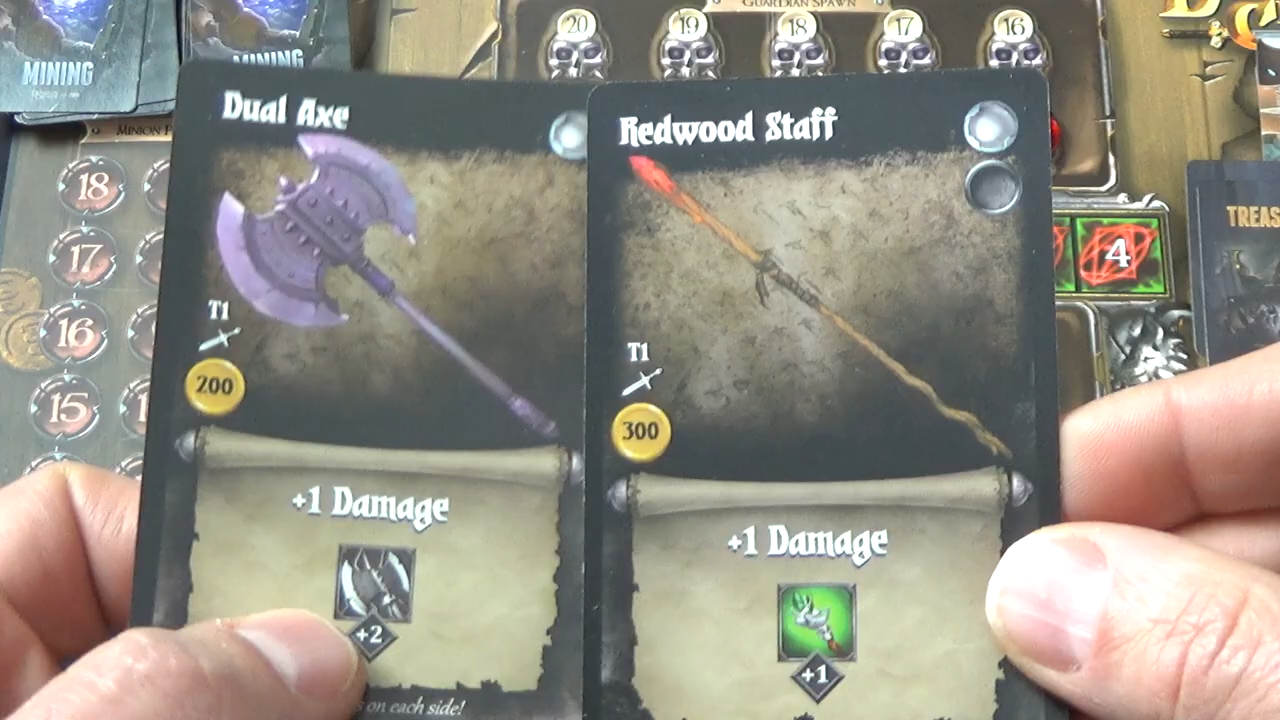 MINING
MINING
GUARDIAN SPAWN
20 19 18 17 16
18
17
16
15
4
Dual Axe
T1
200
+1 Damage
+2
on each side!
Redwood Staff
T1
300
+1 Damage
+1